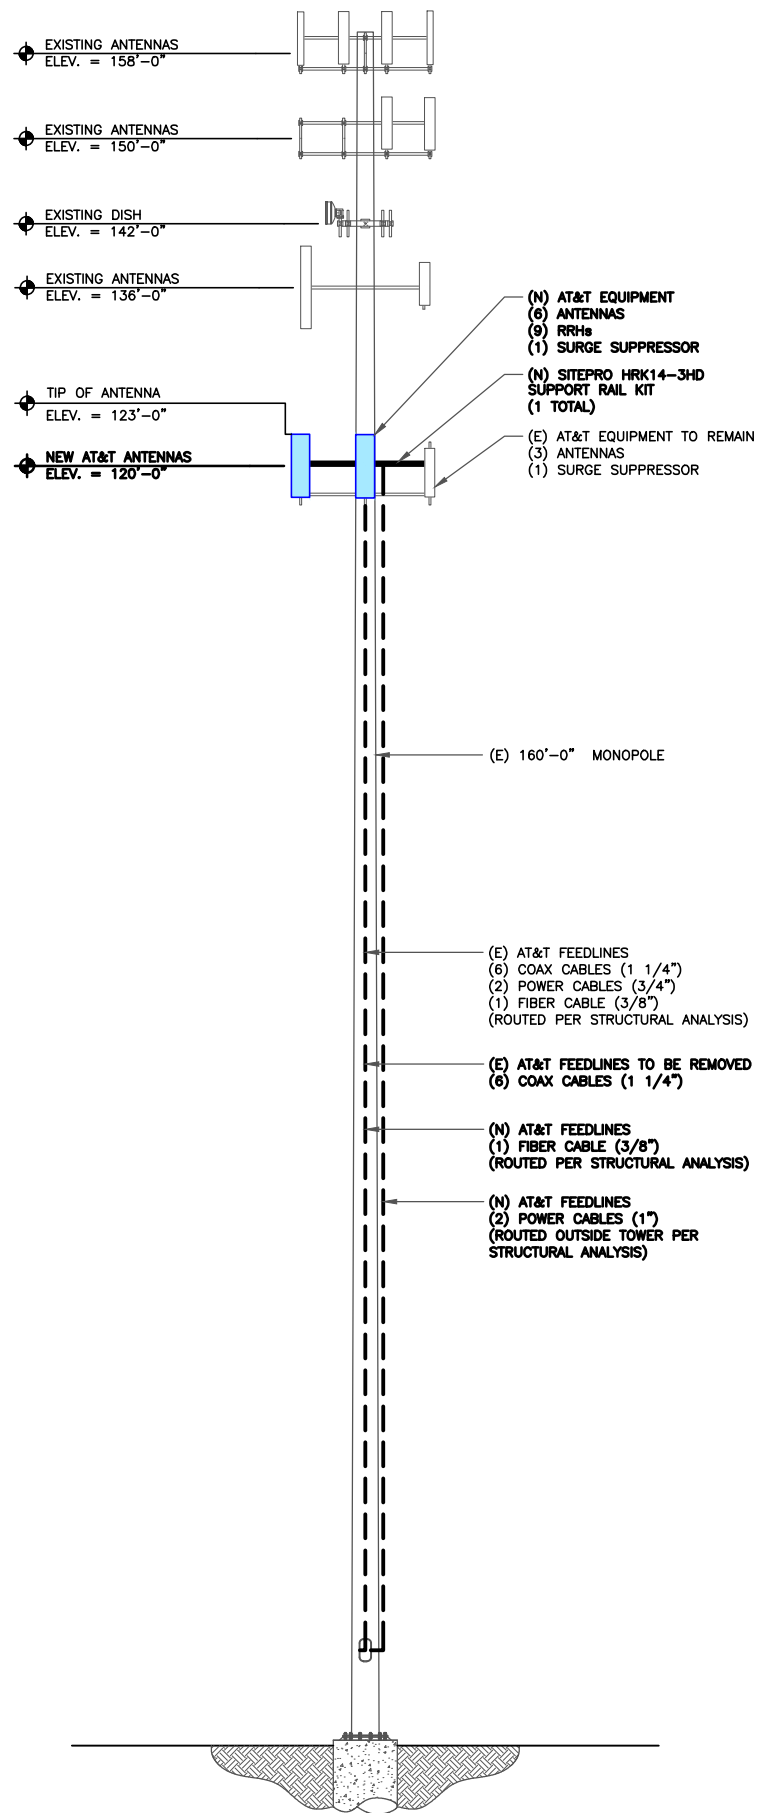 EXISTING ANTENNAS
ELEV. = 158'-0"
EXISTING ANTENNAS
ELEV. = 150'-0"
EXISTING DISH
ELEV. = 142'-0"
EXISTING ANTENNAS
ELEV. = 136'-0"
(N) AT&T EQUIPMENT
(6) ANTENNAS
(9) RRHs
(1) SURGE SUPPRESSOR
(N) SITEPRO HRK14-3HD
SUPPORT RAIL KIT
(1 TOTAL)
TIP OF ANTENNA
ELEV. = 123'-0"
(E) AT&T EQUIPMENT TO REMAIN
(3) ANTENNAS
(1) SURGE SUPPRESSOR
NEW AT&T ANTENNAS
ELEV. = 120'-0"
(E) 160'-0" MONOPOLE
(E) AT&T FEEDLINES
(6) COAX CABLES (1 1/4")
(2) POWER CABLES (3/4")
(1) FIBER CABLE (3/8")
(ROUTED PER STRUCTURAL ANALYSIS)
(E) AT&T FEEDLINES TO BE REMOVED
(6) COAX CABLES (1 1/4")
(N) AT&T FEEDLINES
(1) FIBER CABLE (3/8")
(ROUTED PER STRUCTURAL ANALYSIS)
(N) AT&T FEEDLINES
(2) POWER CABLES (1")
(ROUTED OUTSIDE TOWER PER
STRUCTURAL ANALYSIS)